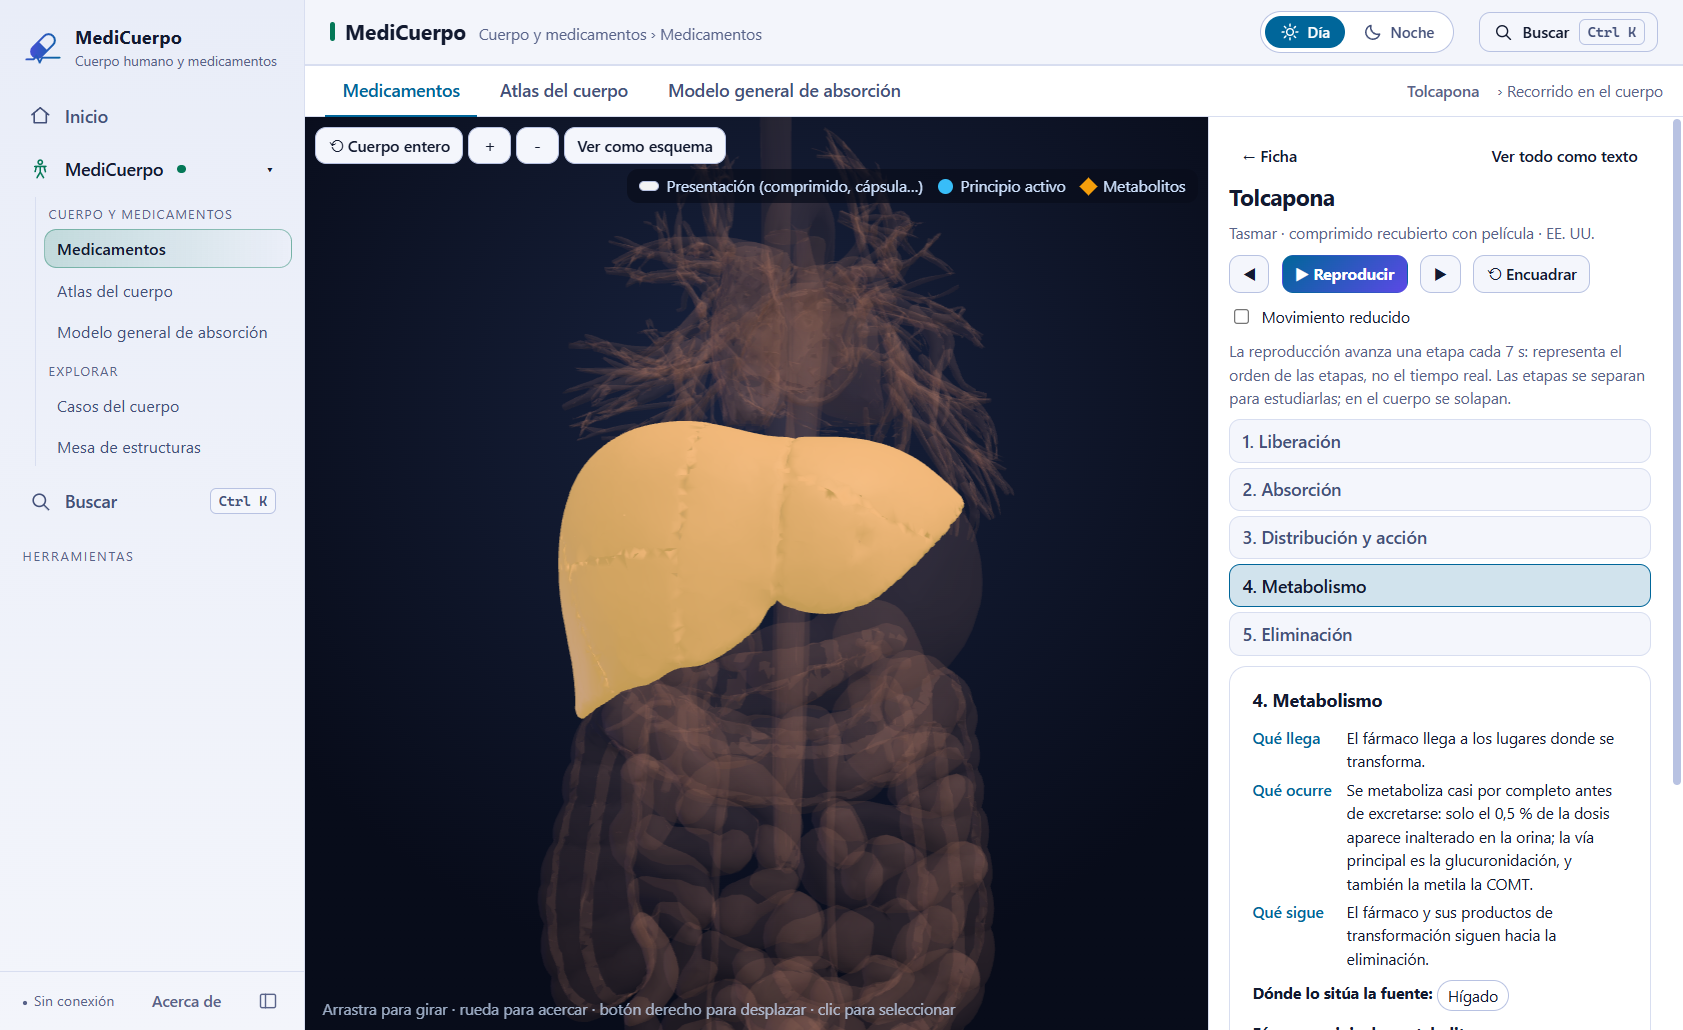 MediCuerpo
Cuerpo humano y medicamentos
Inicio
MediCuerpo
CUERPO Y MEDICAMENTOS
Medicamentos
Atlas del cuerpo
Modelo general de absorción
EXPLORAR
Casos del cuerpo
Mesa de estructuras
Buscar Ctrl K
HERRAMIENTAS
Sin conexión Acerca de
MediCuerpo Cuerpo y medicamentos › Medicamentos
Día Noche
Buscar Ctrl K
Medicamentos Atlas del cuerpo Modelo general de absorción
Tolcapona › Recorrido en el cuerpo
Cuerpo entero + - Ver como esquema
Presentación (comprimido, cápsula...) Principio activo Metabolitos
Arrastra para girar · rueda para acercar · botón derecho para desplazar · clic para seleccionar
← Ficha Ver todo como texto
Tolcapona
Tasmar · comprimido recubierto con película · EE. UU.
Reproducir Encuadrar
Movimiento reducido
La reproducción avanza una etapa cada 7 s: representa el
orden de las etapas, no el tiempo real. Las etapas se separan
para estudiarlas; en el cuerpo se solapan.
1. Liberación
2. Absorción
3. Distribución y acción
4. Metabolismo
5. Eliminación
4. Metabolismo
Qué llega El fármaco llega a los lugares donde se
transforma.
Qué ocurre Se metaboliza casi por completo antes
de excretarse: solo el 0,5 % de la dosis
aparece inalterado en la orina; la vía
principal es la glucuronidación, y
también la metila la COMT.
Qué sigue El fármaco y sus productos de
transformación siguen hacia la
eliminación.
Dónde lo sitúa la fuente: Hígado